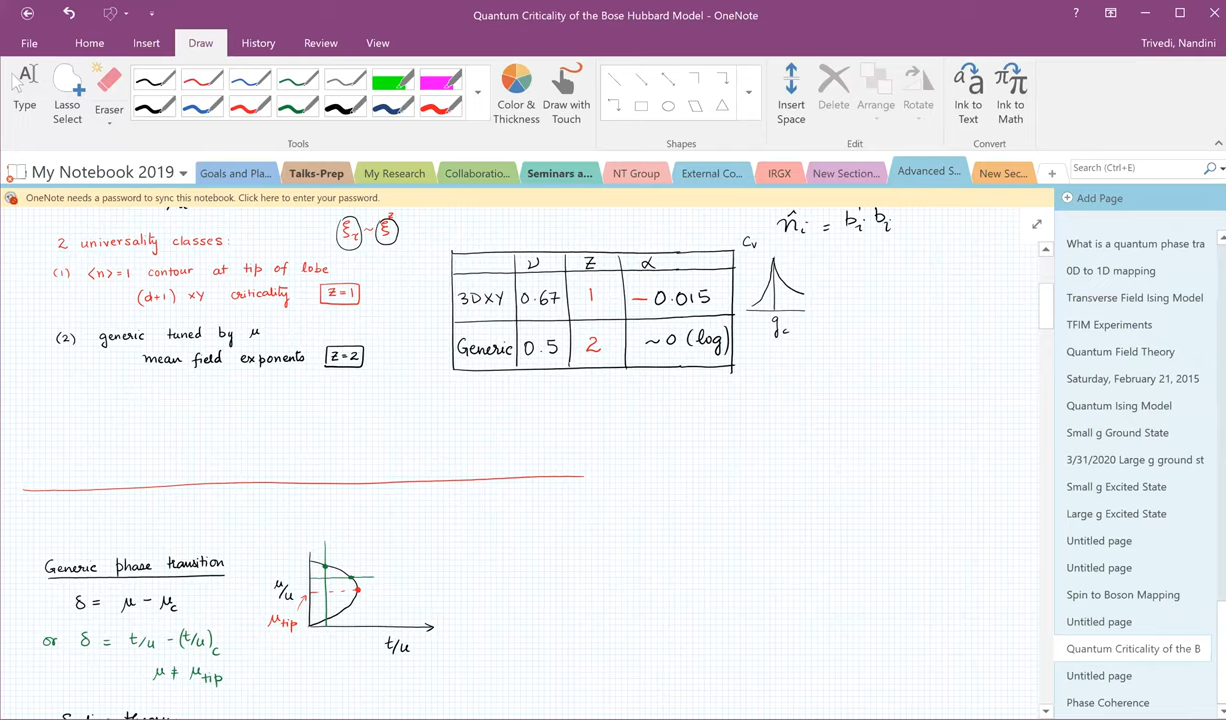 Quantum Criticality of the Bose Hubbard Model - OneNote
?
Trivedi, Nandini
File Home Insert Draw History Review View
Type
Lasso Select
Eraser
Color & Thickness
Draw with Touch
Insert Space
Delete
Arrange
Rotate
Ink to Text
Ink to Math
Tools
Shapes
Edit
Convert
My Notebook 2019
Goals and Pla...
Talks-Prep
My Research
Collaboratio...
Seminars a...
NT Group
External Co...
IRGX
New Section...
Advanced S...
New Sec...
Search (Ctrl+E)
OneNote needs a password to sync this notebook. Click here to enter your password.
Add Page
What is a quantum phase tra
0D to 1D mapping
Transverse Field Ising Model
TFIM Experiments
Quantum Field Theory
Saturday, February 21, 2015
Quantum Ising Model
Small g Ground State
3/31/2020 Large g ground st
Small g Excited State
Large g Excited State
Untitled page
Untitled page
Spin to Boson Mapping
Untitled page
Quantum Criticality of the B
Untitled page
Phase Coherence
2 universality classes:
ξτ ~ ξ^z
(1) <n>=1 contour at tip of lobe
(d+1) XY criticality z=1
(2) generic tuned by μ
mean field exponents z=2
n̂i = bi† bi
ν z α
3DXY 0.67 1 -0.015
Generic 0.5 2 ~0 (log)
Cv
gc
Generic phase transition
δ = μ - μc
or δ = t/u - (t/u)c
μ ≠ μtip
μ/u
μtip
t/u